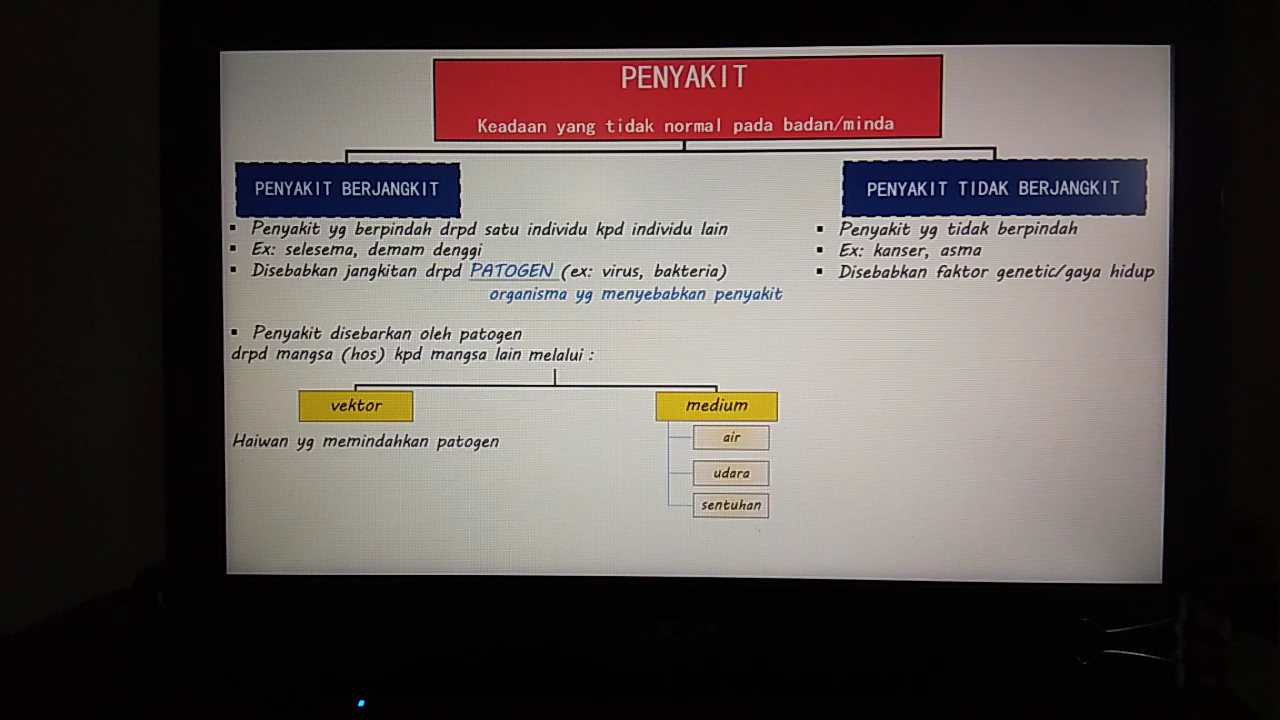 PENYAKIT
Keadaan yang tidak normal pada badan/minda
PENYAKIT BERJANGKIT
▪ Penyakit yg berpindah drpd satu individu kpd individu lain
▪ Ex: selesema, demam denggi
▪ Disebabkan jangkitan drpd PATOGEN (ex: virus, bakteria)
organisma yg menyebabkan penyakit
▪ Penyakit disebarkan oleh patogen
drpd mangsa (hos) kpd mangsa lain melalui :
vektor
Haiwan yg memindahkan patogen
medium
air
udara
sentuhan
PENYAKIT TIDAK BERJANGKIT
▪ Penyakit yg tidak berpindah
▪ Ex: kanser, asma
▪ Disebabkan faktor genetic/gaya hidup